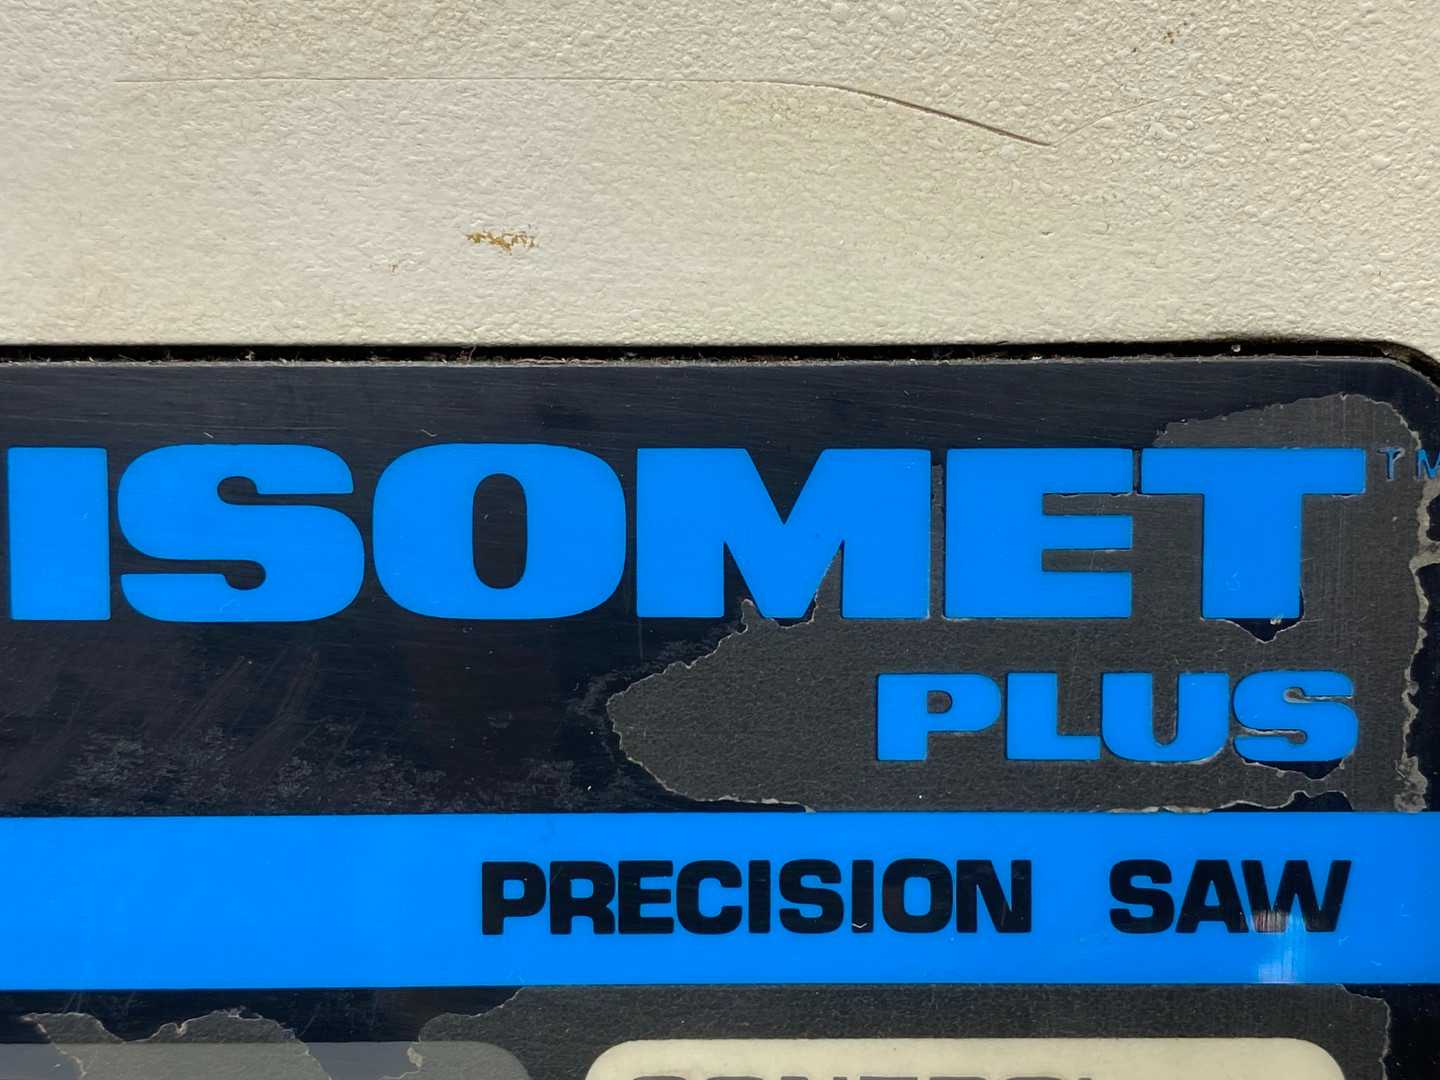 ISOMET™
PLUS
PRECISION SAW